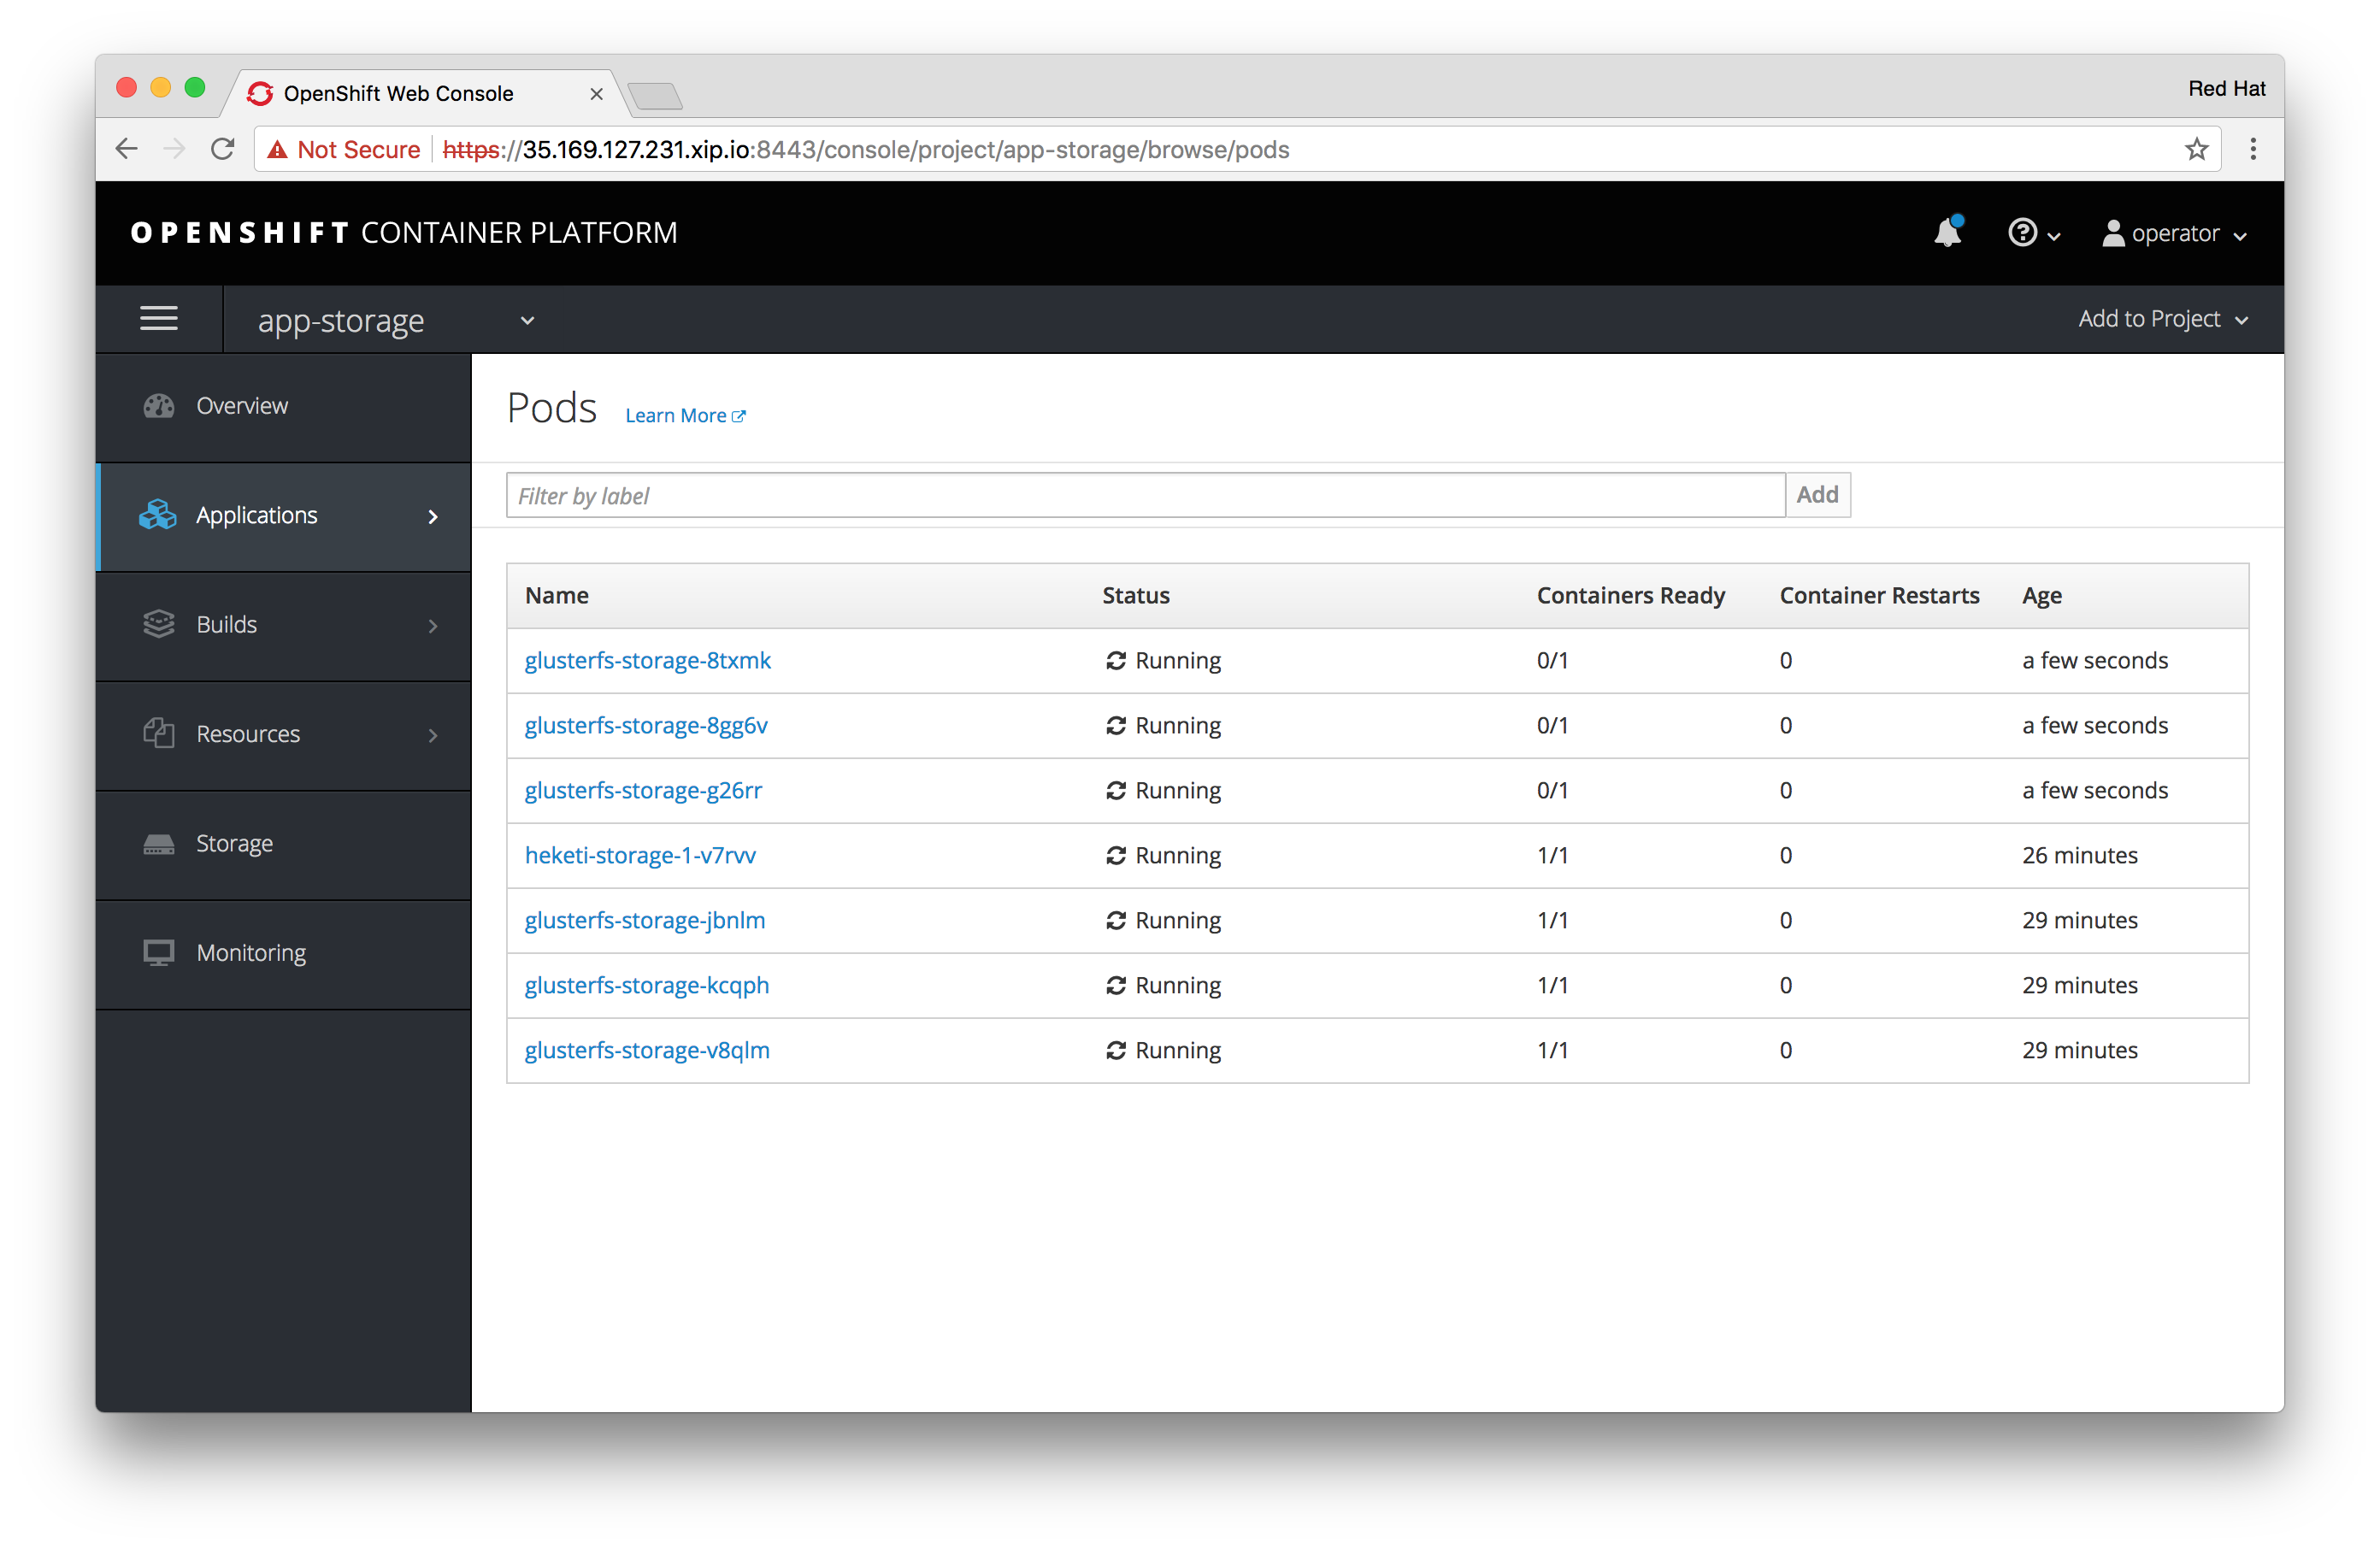 OpenShift Web Console
Red Hat
Not Secure https://35.169.127.231.xip.io:8443/console/project/app-storage/browse/pods
OPENSHIFT CONTAINER PLATFORM
operator
app-storage
Add to Project
Overview
Applications
Builds
Resources
Storage
Monitoring
Pods Learn More
Filter by label Add
Name Status Containers Ready Container Restarts Age
glusterfs-storage-8txmk Running 0/1 0 a few seconds
glusterfs-storage-8gg6v Running 0/1 0 a few seconds
glusterfs-storage-g26rr Running 0/1 0 a few seconds
heketi-storage-1-v7rvv Running 1/1 0 26 minutes
glusterfs-storage-jbnlm Running 1/1 0 29 minutes
glusterfs-storage-kcqph Running 1/1 0 29 minutes
glusterfs-storage-v8qlm Running 1/1 0 29 minutes